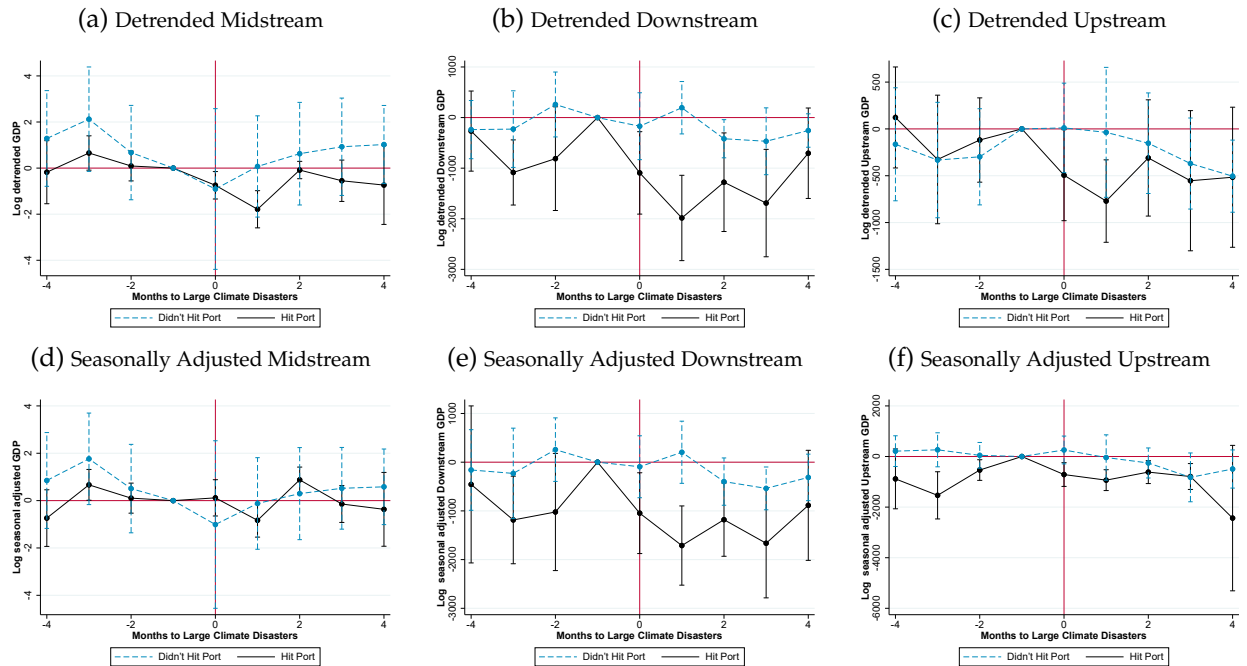 (a) Detrended Midstream
Log detrended GDP
4
2
0
-2
-4
-4
-2
0
2
4
Months to Large Climate Disasters
Didn't Hit Port
Hit Port
(b) Detrended Downstream
Log detrended Downstream GDP
1000
0
-1000
-2000
-3000
-4
-2
0
2
4
Months to Large Climate Disasters
Didn't Hit Port
Hit Port
(c) Detrended Upstream
Log detrended Upstream GDP
500
0
-500
-1000
-1500
-4
-2
0
2
4
Months to Large Climate Disasters
Didn't Hit Port
Hit Port
(d) Seasonally Adjusted Midstream
Log seasonal adjusted GDP
4
2
0
-2
-4
-4
-2
0
2
4
Months to Large Climate Disasters
Didn't Hit Port
Hit Port
(e) Seasonally Adjusted Downstream
Log seasonal adjusted Downstream GDP
1000
0
-1000
-2000
-3000
-4
-2
0
2
4
Months to Large Climate Disasters
Didn't Hit Port
Hit Port
(f) Seasonally Adjusted Upstream
Log seasonal adjusted Upstream GDP
2000
0
-2000
-4000
-6000
-4
-2
0
2
4
Months to Large Climate Disasters
Didn't Hit Port
Hit Port